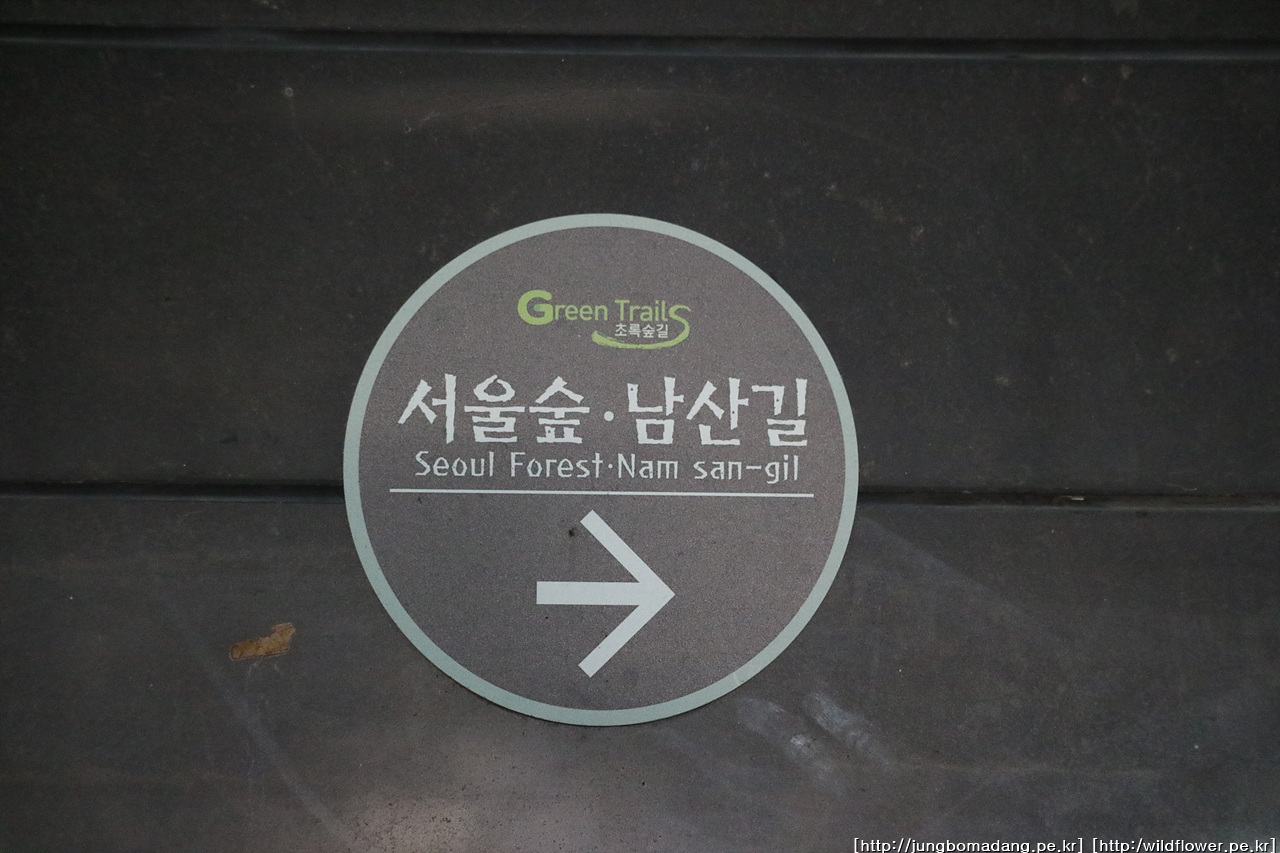 Green Trails
초록숲길
서울숲·남산길
Seoul Forest·Nam san-gil
[http://jungbomadang.pe.kr] [http://wildflower.pe.kr]